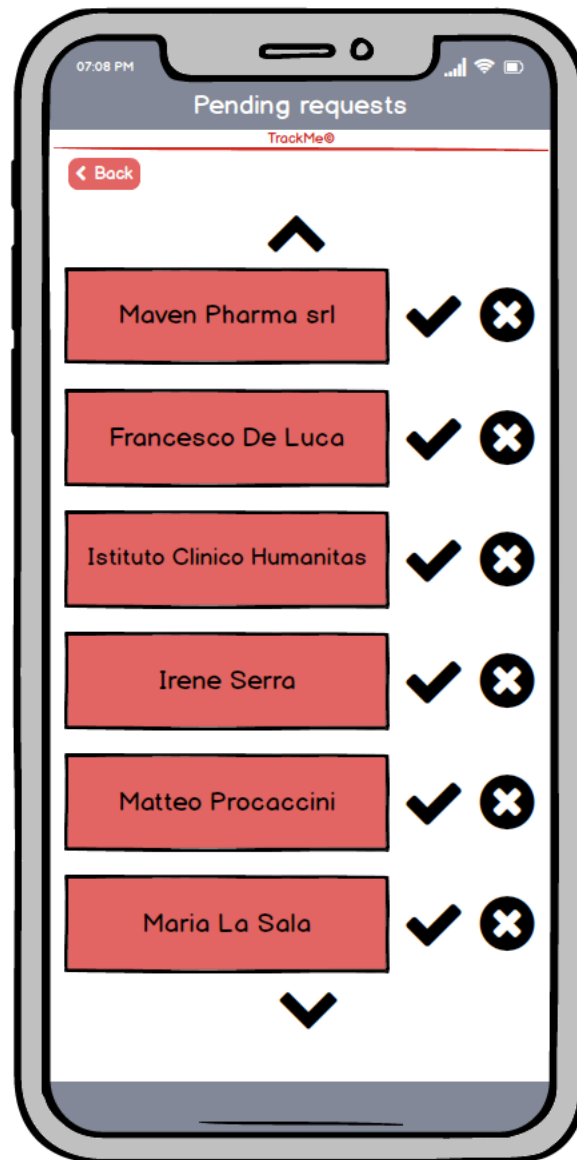 07:08 PM
Pending requests
TrackMe©
Back
Maven Pharma srl
Francesco De Luca
Istituto Clinico Humanitas
Irene Serra
Matteo Procaccini
Maria La Sala